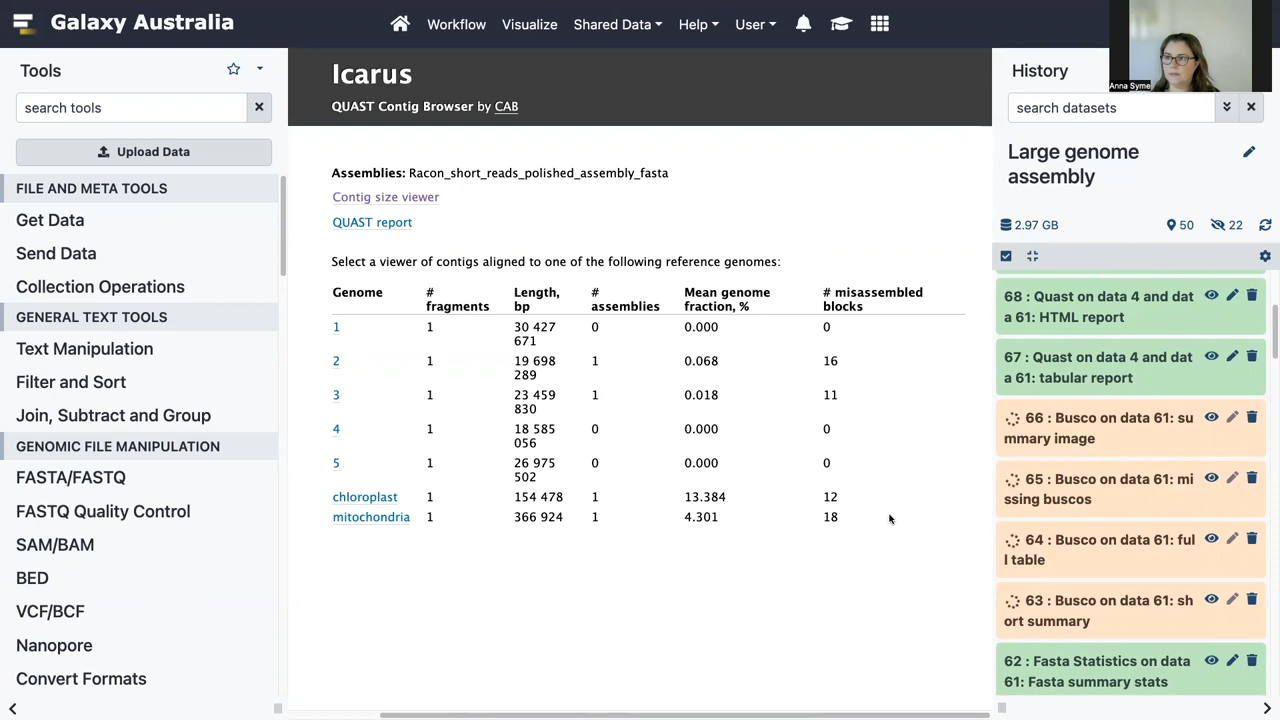 Galaxy Australia
Workflow
Visualize
Shared Data
Help
User
Anna Syme
Tools
search tools
Upload Data
FILE AND META TOOLS
Get Data
Send Data
Collection Operations
GENERAL TEXT TOOLS
Text Manipulation
Filter and Sort
Join, Subtract and Group
GENOMIC FILE MANIPULATION
FASTA/FASTQ
FASTQ Quality Control
SAM/BAM
BED
VCF/BCF
Nanopore
Convert Formats
Icarus
QUAST Contig Browser by CAB
Assemblies: Racon_short_reads_polished_assembly_fasta
Contig size viewer
QUAST report
Select a viewer of contigs aligned to one of the following reference genomes:
Genome # fragments Length, bp # assemblies Mean genome fraction, % # misassembled blocks
1 1 30 427 671 0 0.000 0
2 1 19 698 289 1 0.068 16
3 1 23 459 830 1 0.018 11
4 1 18 585 056 0 0.000 0
5 1 26 975 502 0 0.000 0
chloroplast 1 154 478 1 13.384 12
mitochondria 1 366 924 1 4.301 18
History
search datasets
Large genome
assembly
2.97 GB 50 22
68 : Quast on data 4 and dat
a 61: HTML report
67 : Quast on data 4 and dat
a 61: tabular report
66 : Busco on data 61: su
mmary image
65 : Busco on data 61: mi
ssing buscos
64 : Busco on data 61: ful
l table
63 : Busco on data 61: sh
ort summary
62 : Fasta Statistics on data
61: Fasta summary stats